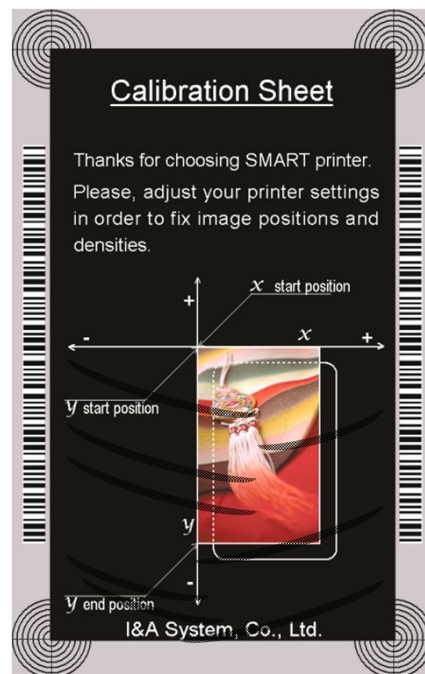 Calibration Sheet
Thanks for choosing SMART printer.
Please, adjust your printer settings
in order to fix image positions and
densities.
x start position
+
- x +
y start position
y
-
y end position
I&A System, Co., Ltd.